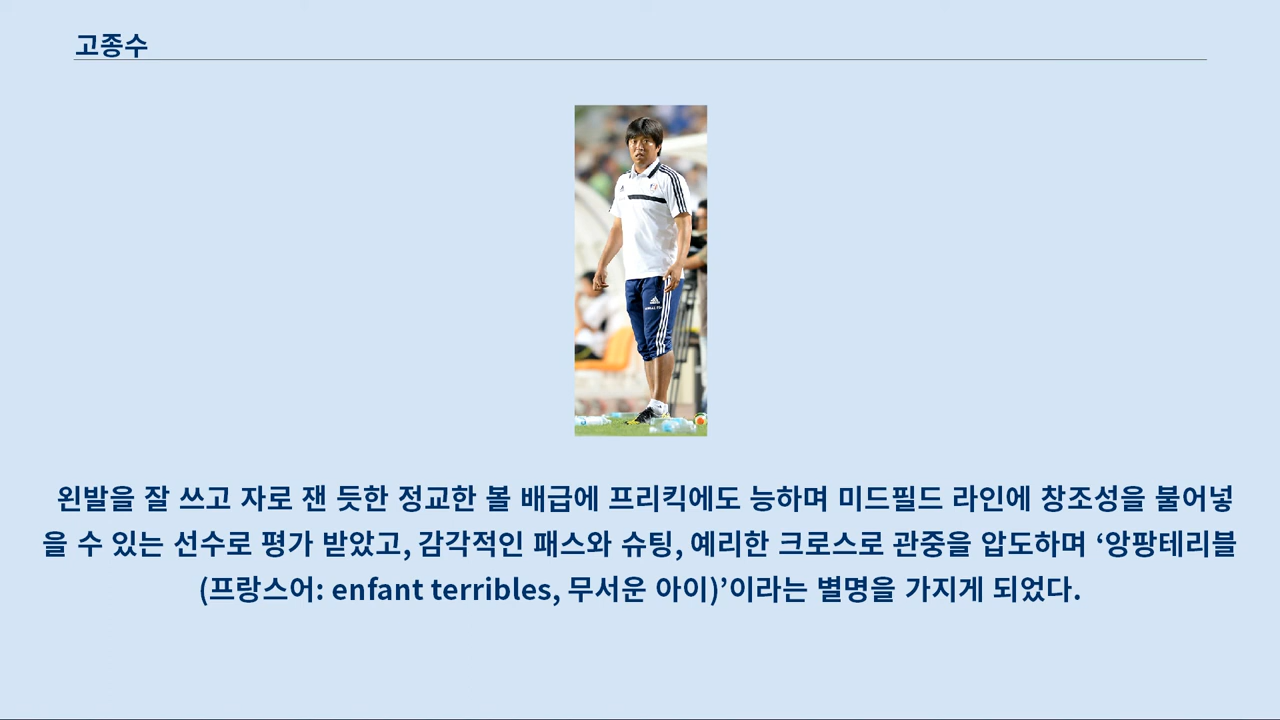 고종수
왼발을 잘 쓰고 자로 잰 듯한 정교한 볼 배급에 프리킥에도 능하며 미드필드 라인에 창조성을 불어넣
을 수 있는 선수로 평가 받았고, 감각적인 패스와 슈팅, 예리한 크로스로 관중을 압도하며 ‘앙팡테리블
(프랑스어: enfant terribles, 무서운 아이)’이라는 별명을 가지게 되었다.